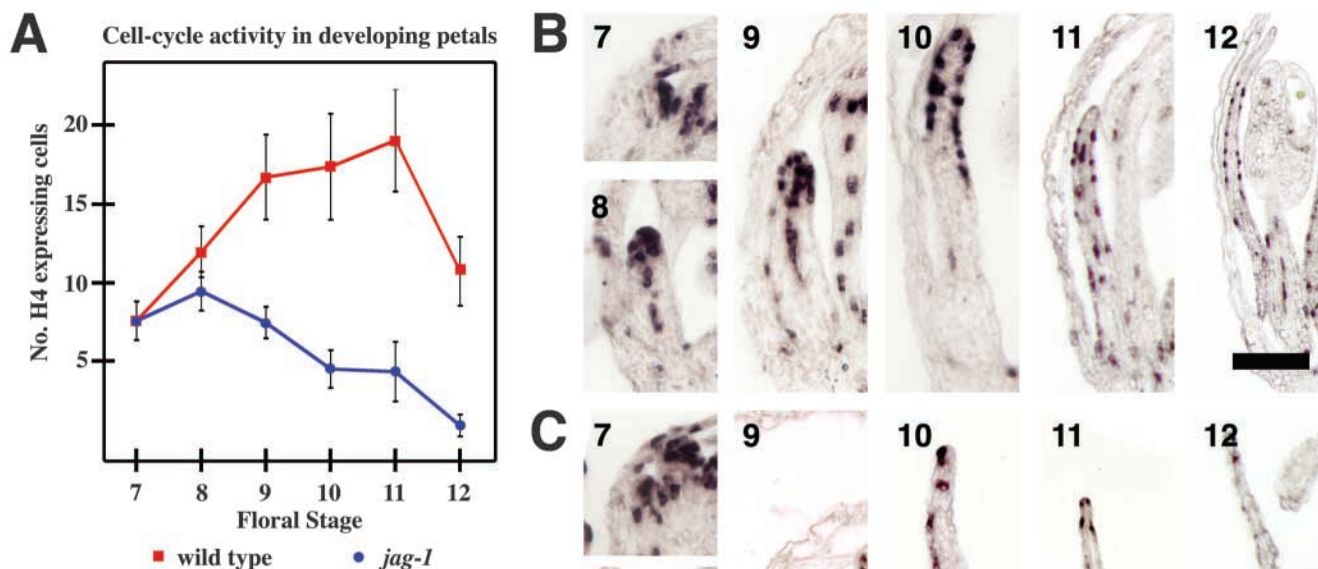 A
Cell-cycle activity in developing petals
No. H4 expressing cells
20
15
10
5
7 8 9 10 11 12
Floral Stage
wild type jag-1
B
7 9 10 11 12
8
C
7 9 10 11 12